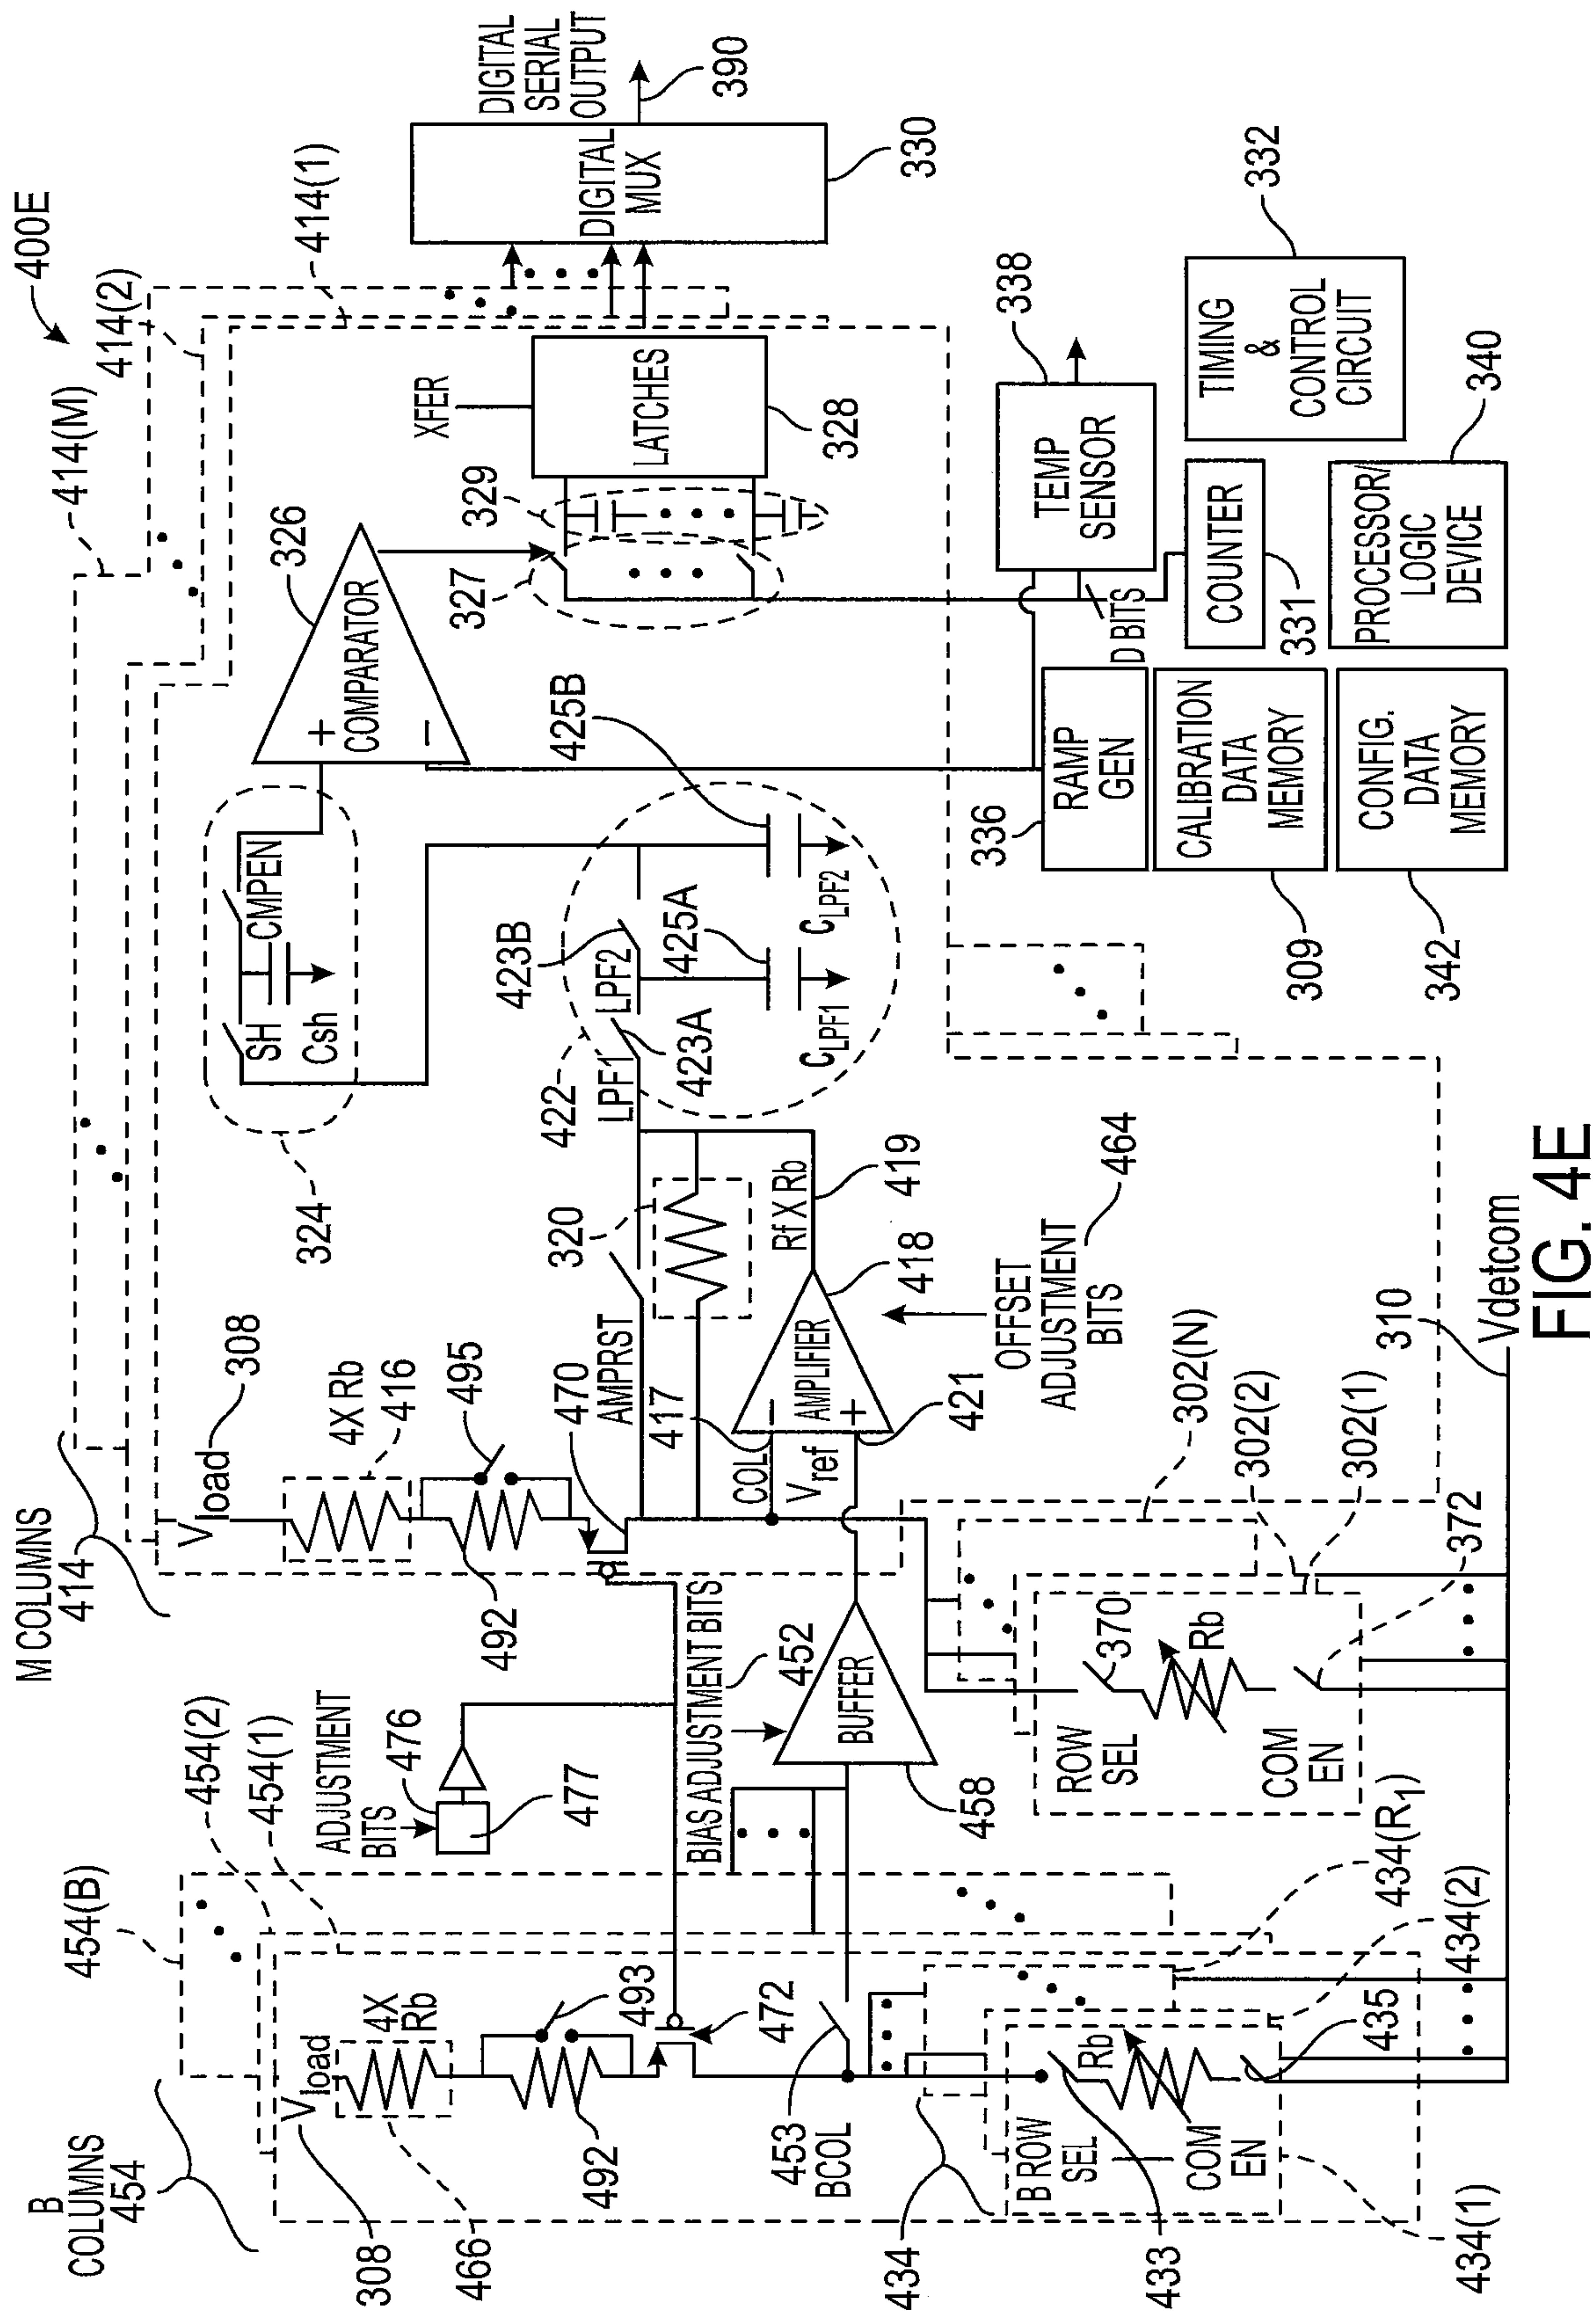 400E
M COLUMNS
414
414(M)
414(2)
414(1)
B
COLUMNS
454
454(B)
454(2)
454(1)
308
Vload
4X
Rb
466
493
492
472
453
BCOL
434
B ROW
SEL
Rb
COM
EN
433
435
434(1)
434(2)
434(R1)
ADJUSTMENT
BITS
476
477
BIAS ADJUSTMENT BITS
452
BUFFER
458
Vload
308
4X Rb
416
495
492
470
AMPRST
417
COL
Vref
421
–
+
AMPLIFIER
418
419
Rf X Rb
320
OFFSET
ADJUSTMENT
BITS
464
ROW
SEL
370
Rb
COM
EN
372
302(N)
302(2)
302(1)
310
Vdetcom
324
SH
Csh
CMPEN
422
LPF1
423A
LPF2
423B
425A
425B
CLPF1
CLPF2
+
–
COMPARATOR
326
327
329
XFER
LATCHES
328
DIGITAL
MUX
330
DIGITAL
SERIAL
OUTPUT
390
336
RAMP
GEN
D BITS
TEMP
SENSOR
338
COUNTER
331
TIMING
&
CONTROL
CIRCUIT
332
CALIBRATION
DATA
MEMORY
309
CONFIG.
DATA
MEMORY
342
PROCESSOR/
LOGIC
DEVICE
340
FIG. 4E